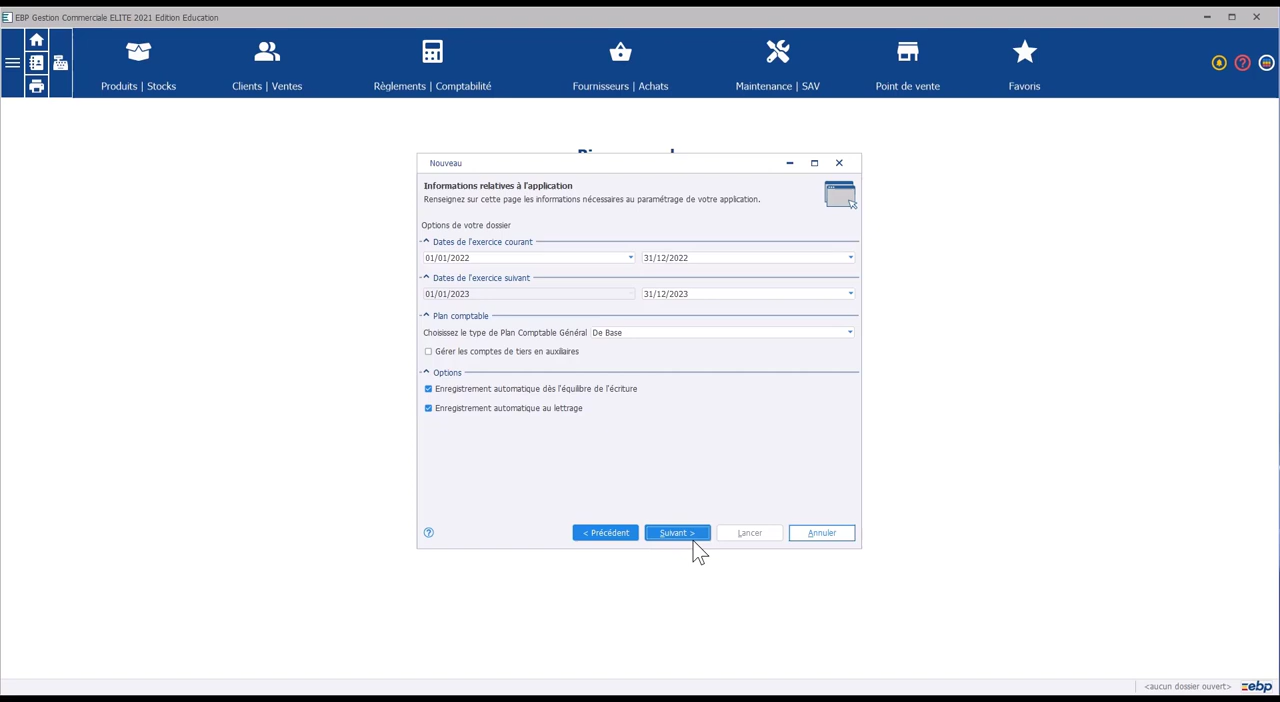 EBP Gestion Commerciale ELITE 2021 Edition Education
Produits | Stocks
Clients | Ventes
Règlements | Comptabilité
Fournisseurs | Achats
Maintenance | SAV
Point de vente
Favoris
Nouveau
Informations relatives à l'application
Renseignez sur cette page les informations nécessaires au paramétrage de votre application.
Options de votre dossier
Dates de l'exercice courant
01/01/2022
31/12/2022
Dates de l'exercice suivant
01/01/2023
31/12/2023
Plan comptable
Choisissez le type de Plan Comptable Général De Base
Gérer les comptes de tiers en auxiliaires
Options
Enregistrement automatique dès l'équilibre de l'écriture
Enregistrement automatique au lettrage
< Précédent
Suivant >
Lancer
Annuler
<aucun dossier ouvert>
ebp